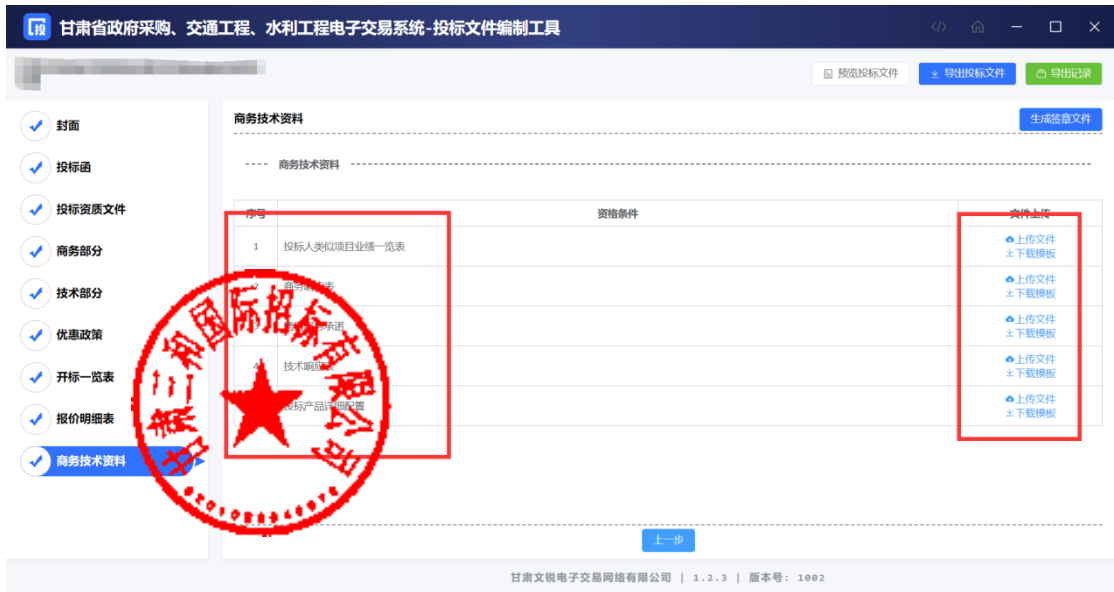 甘肃省政府采购、交通工程、水利工程电子交易系统-投标文件编制工具
预览投标文件
导出投标文件
导出记录
封面
投标函
投标资质文件
商务部分
技术部分
优惠政策
开标一览表
报价明细表
商务技术资料
商务技术资料
生成签章文件
商务技术资料
序号 资格条件 文件上传
1 投标人类似项目业绩一览表 上传文件
下载模板
2 上传文件
下载模板
上传文件
下载模板
4 技术响应表 上传文件
下载模板
投标产品详细配置 上传文件
下载模板
甘肃三和国际招标有限公司
上一步
甘肃文锐电子交易网络有限公司 | 1.2.3 | 版本号: 1002